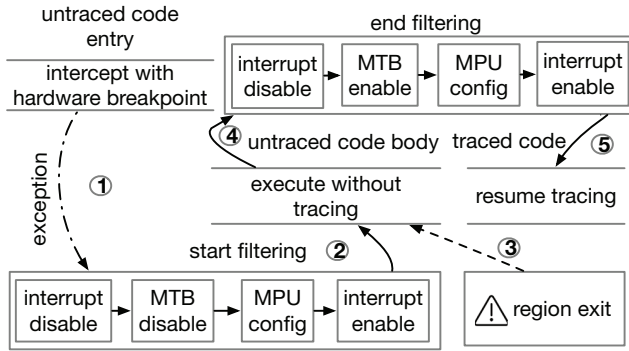 untraced code
entry
intercept with
hardware breakpoint
end filtering
interrupt
disable
MTB
enable
MPU
config
interrupt
enable
4
untraced code body
traced code
5
exception
1
execute without
tracing
resume tracing
start filtering
2
3
interrupt
disable
MTB
disable
MPU
config
interrupt
enable
region exit